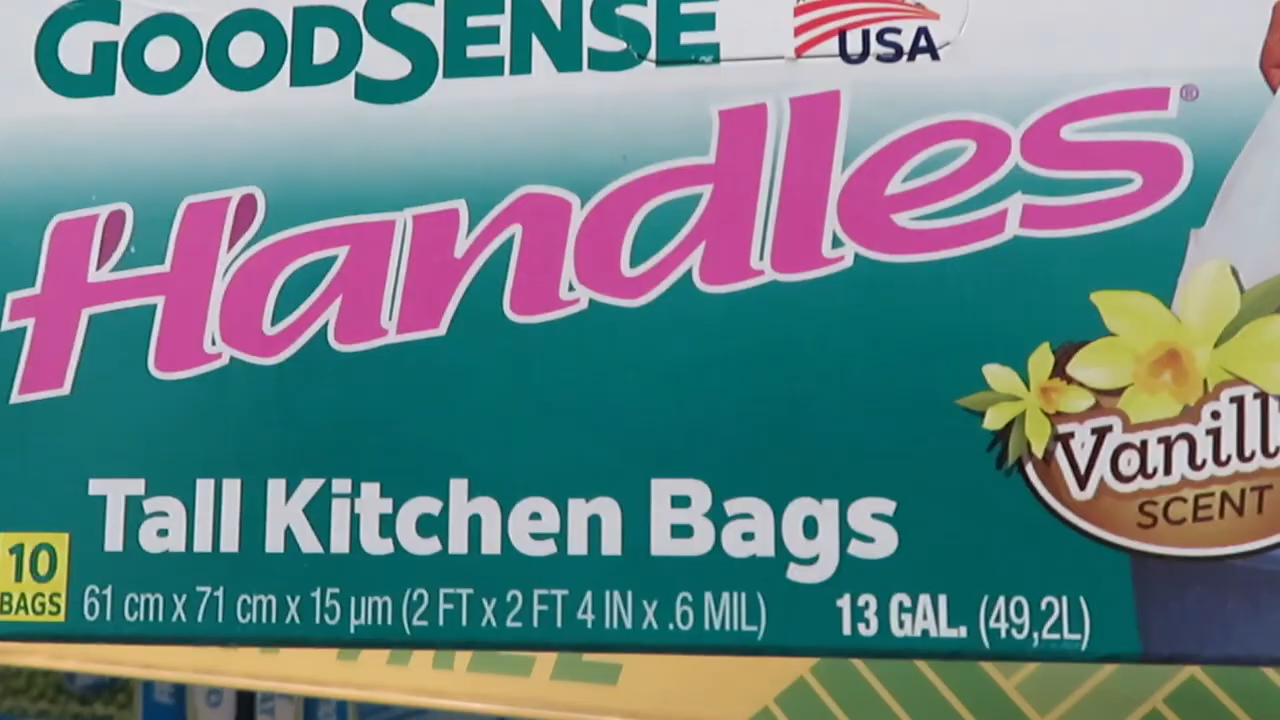 GOODSENSE
USA
Handles®
Vanill
SCENT
Tall Kitchen Bags
10
BAGS
61 cm x 71 cm x 15 µm (2 FT x 2 FT 4 IN x .6 MIL)
13 GAL. (49,2L)